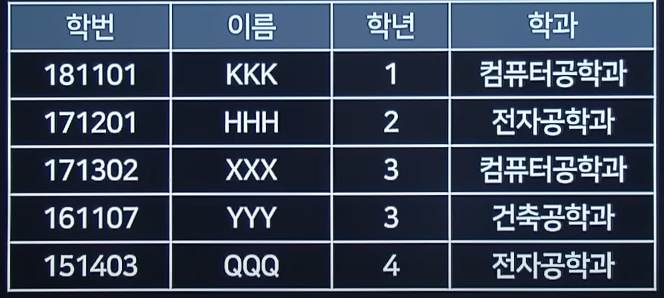 학번 이름 학년 학과
181101 KKK 1 컴퓨터공학과
171201 HHH 2 전자공학과
171302 XXX 3 컴퓨터공학과
161107 YYY 3 건축공학과
151403 QQQ 4 전자공학과